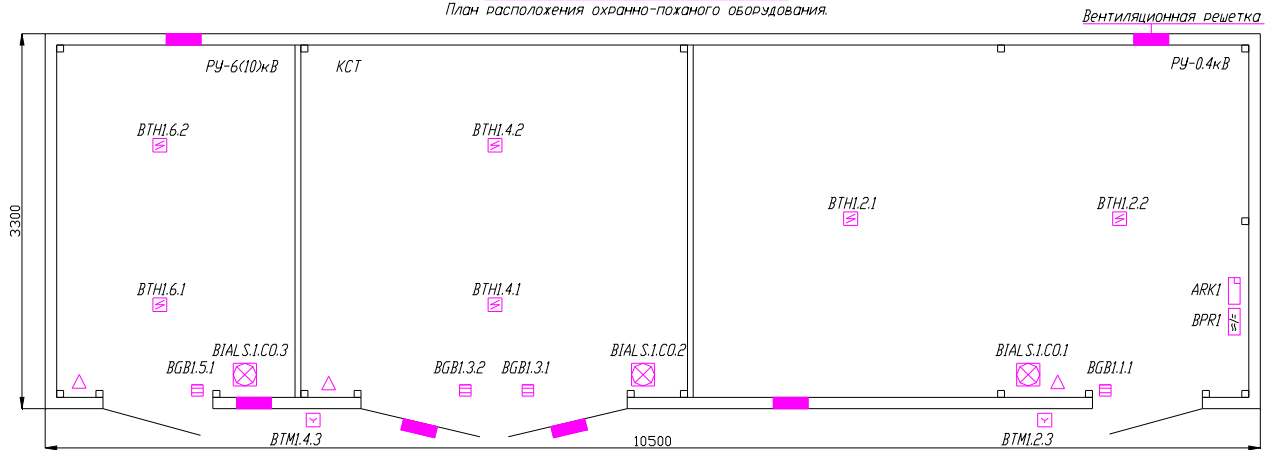 План расположения охранно-пожаного оборудования.
Вентиляционная решетка
РУ-6(10)кВ
КСТ
РУ-0.4кВ
BTH1.6.2
BTH1.4.2
BTH1.2.1
BTH1.2.2
3300
BTH1.6.1
BTH1.4.1
ARK1
BPR1
BIALS.1.CO.3
BIALS.1.CO.2
BIALS.1.CO.1
BGB1.5.1
BGB1.3.2
BGB1.3.1
BGB1.1.1
BTM1.4.3
BTM1.2.3
10500